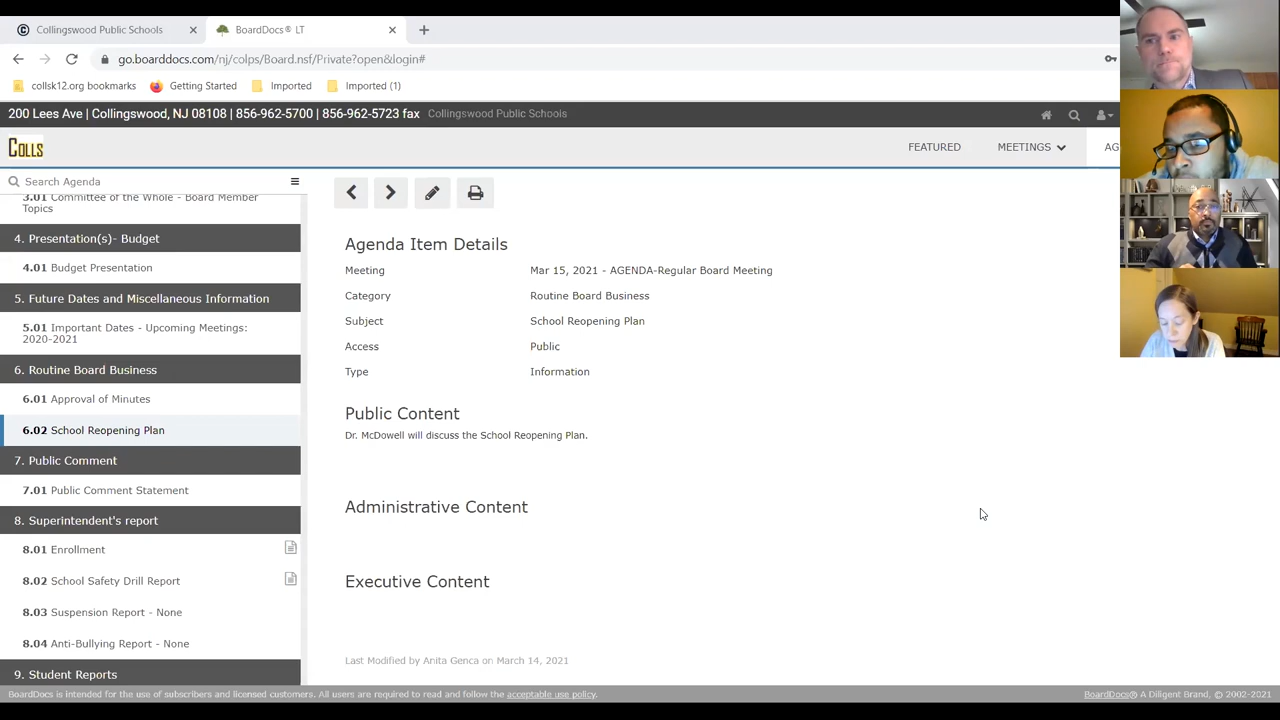 Collingswood Public Schools
BoardDocs® LT
go.boarddocs.com/nj/colps/Board.nsf/Private?open&login#
collsk12.org bookmarks
Getting Started
Imported
Imported (1)
200 Lees Ave | Collingswood, NJ 08108 | 856-962-5700 | 856-962-5723 fax
Collingswood Public Schools
COLLS
FEATURED
MEETINGS
AG
Search Agenda
3.01 Committee of the Whole - Board Member
Topics
4. Presentation(s)- Budget
4.01 Budget Presentation
5. Future Dates and Miscellaneous Information
5.01 Important Dates - Upcoming Meetings:
2020-2021
6. Routine Board Business
6.01 Approval of Minutes
6.02 School Reopening Plan
7. Public Comment
7.01 Public Comment Statement
8. Superintendent's report
8.01 Enrollment
8.02 School Safety Drill Report
8.03 Suspension Report - None
8.04 Anti-Bullying Report - None
9. Student Reports
Agenda Item Details
Meeting Mar 15, 2021 - AGENDA-Regular Board Meeting
Category Routine Board Business
Subject School Reopening Plan
Access Public
Type Information
Public Content
Dr. McDowell will discuss the School Reopening Plan.
Administrative Content
Executive Content
Last Modified by Anita Genca on March 14, 2021
BoardDocs is intended for the use of subscribers and licensed customers. All users are required to read and follow the acceptable use policy.
BoardDocs® A Diligent Brand, © 2002-2021